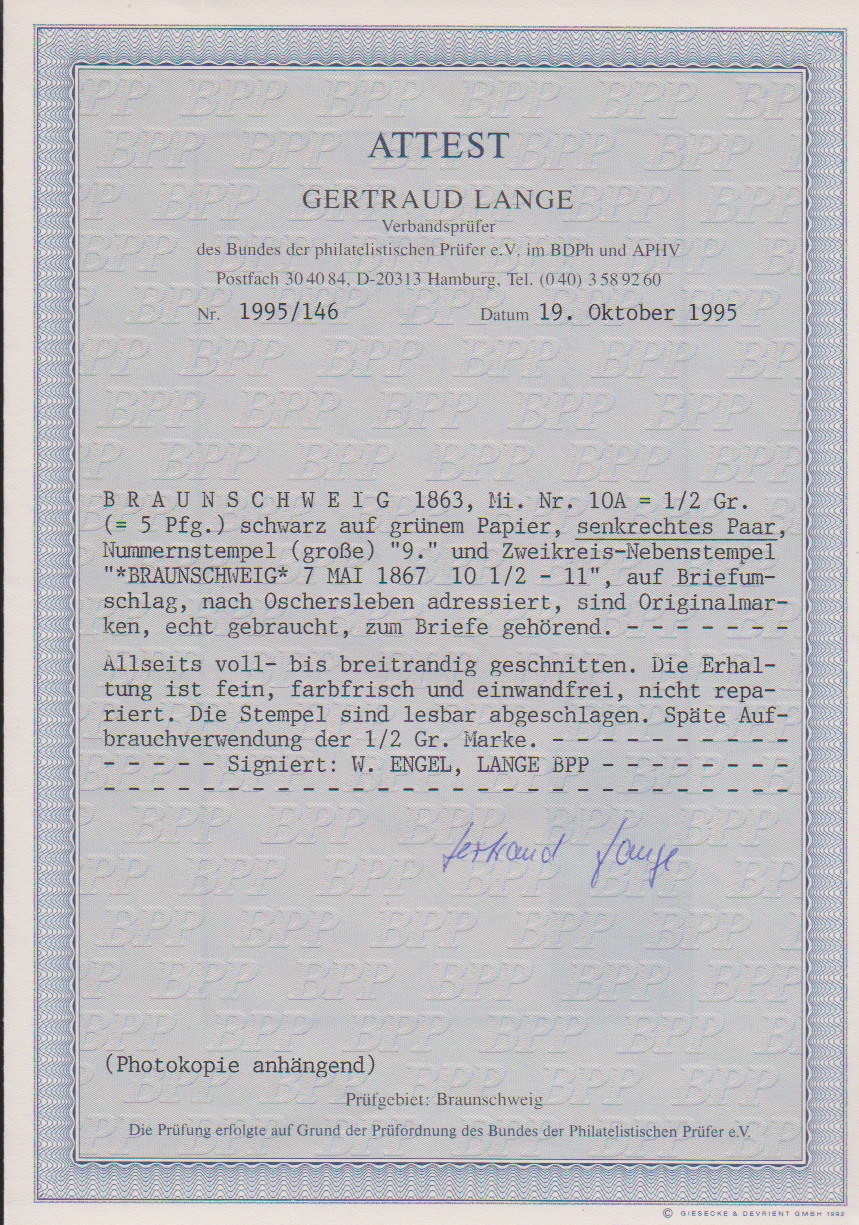 ATTEST
GERTRAUD LANGE
Verbandsprüfer
des Bundes der philatelistischen Prüfer e.V. im BDPh und APHV
Postfach 30 40 84, D-20313 Hamburg, Tel. (0 40) 3 58 92 60
Nr. 1995/146 Datum 19. Oktober 1995
B R A U N S C H W E I G 1863, Mi. Nr. 10A = 1/2 Gr.
(= 5 Pfg.) schwarz auf grünem Papier, senkrechtes Paar,
Nummernstempel (große) "9." und Zweikreis-Nebenstempel
"*BRAUNSCHWEIG* 7 MAI 1867 10 1/2 - 11", auf Briefum-
schlag, nach Oschersleben adressiert, sind Originalmar-
ken, echt gebraucht, zum Briefe gehörend. - - - - - - -
Allseits voll- bis breitrandig geschnitten. Die Erhal-
tung ist fein, farbfrisch und einwandfrei, nicht repa-
riert. Die Stempel sind lesbar abgeschlagen. Späte Auf-
brauchverwendung der 1/2 Gr. Marke. - - - - - - - - - -
- - - - - Signiert: W. ENGEL, LANGE BPP - - - - - - - -
- - - - - - - - - - - - - - - - - - - - - - - - - - - -
Gertraud Lange
(Photokopie anhängend)
Prüfgebiet: Braunschweig
Die Prüfung erfolgte auf Grund der Prüfordnung des Bundes der Philatelistischen Prüfer e.V.
© GIESECKE & DEVRIENT GMBH 1992